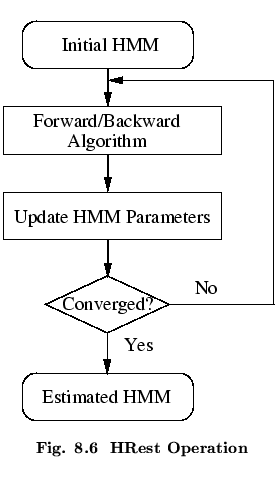 Initial HMM
Forward/Backward
Algorithm
Update HMM Parameters
Converged?
No
Yes
Estimated HMM
Fig. 8.6 HRest Operation